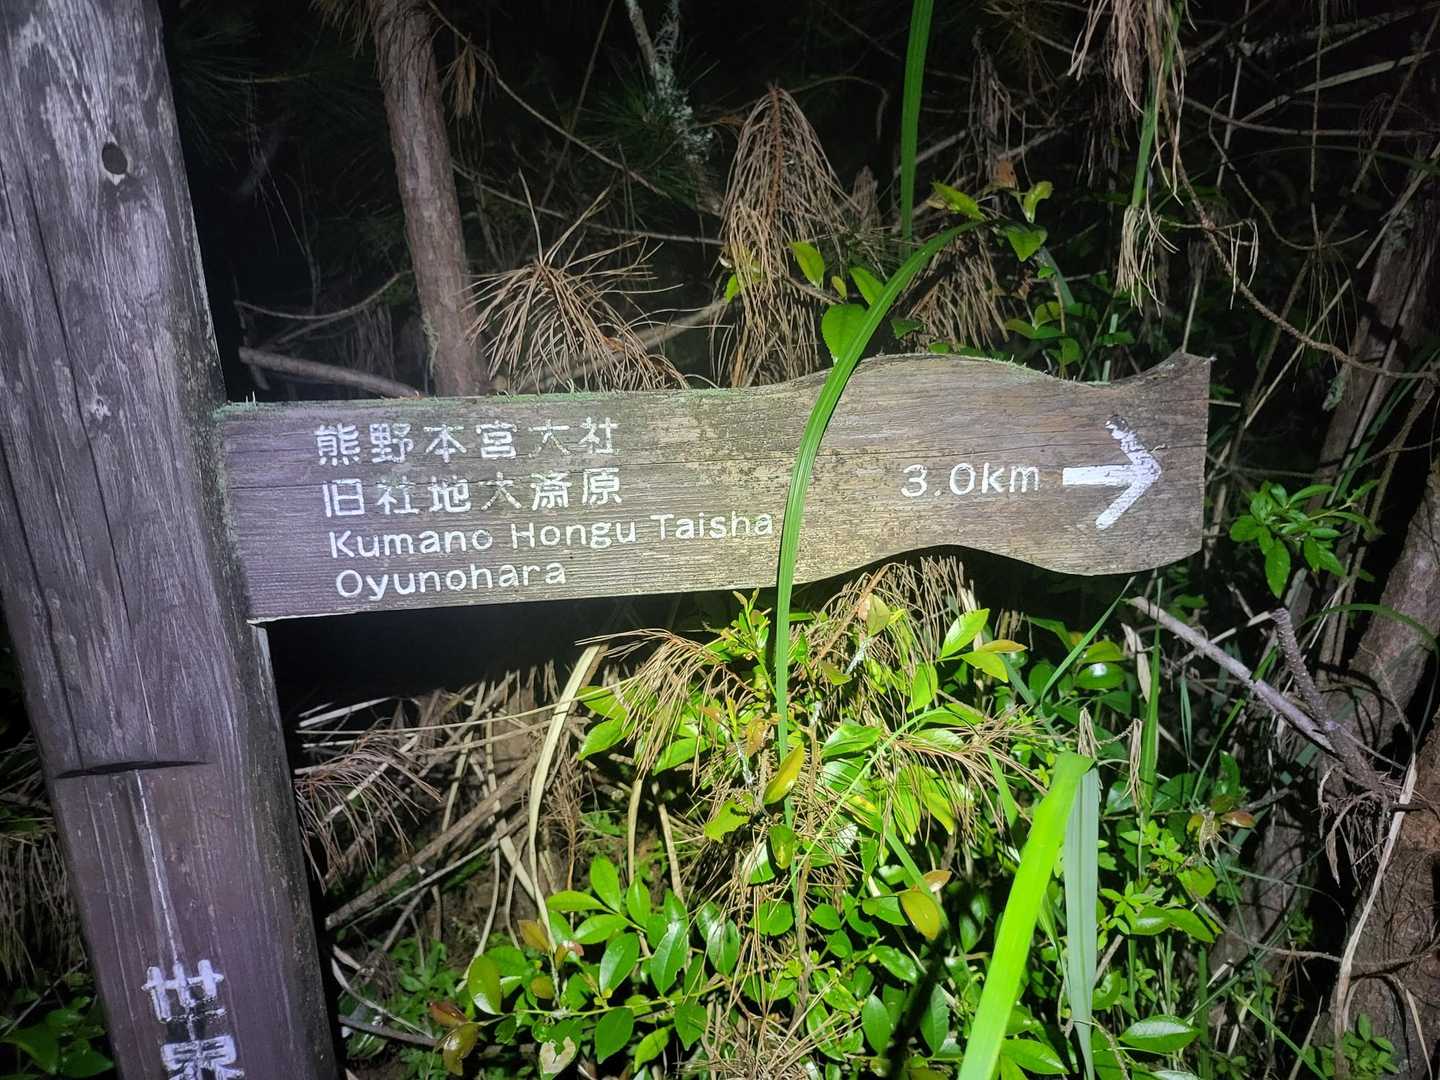 熊野本宮大社
旧社地大斎原
Kumano Hongu Taisha
Oyunohara
3.0km →
世界